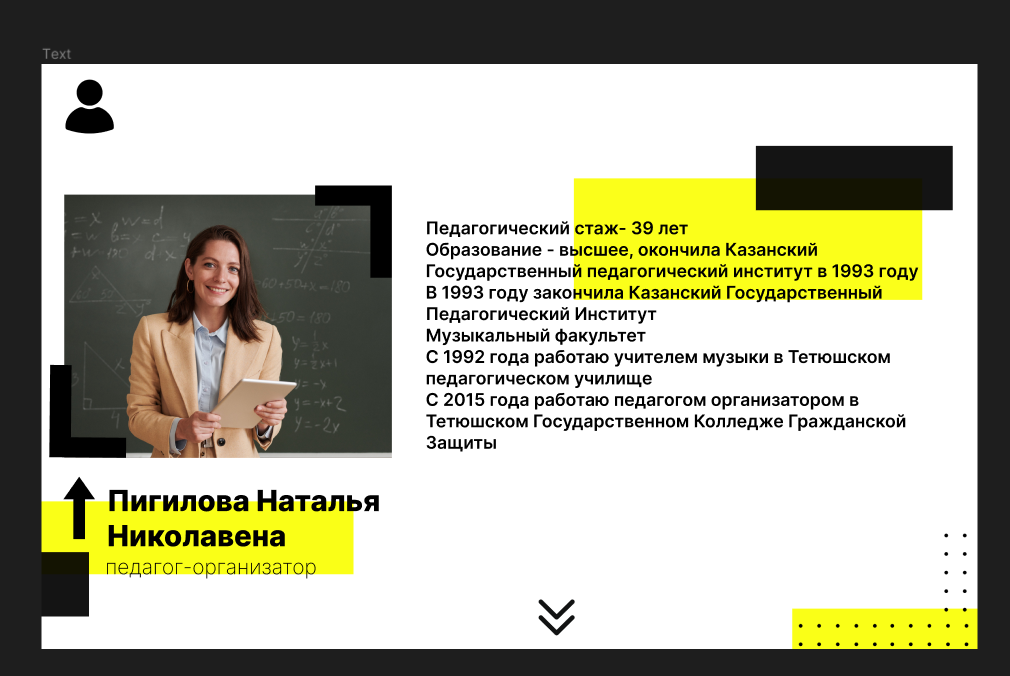 Text
Педагогический стаж- 39 лет
Образование - высшее, окончила Казанский
Государственный педагогический институт в 1993 году
В 1993 году закончила Казанский Государственный
Педагогический Институт
Музыкальный факультет
С 1992 года работаю учителем музыки в Тетюшском
педагогическом училище
С 2015 года работаю педагогом организатором в
Тетюшском Государственном Колледже Гражданской
Защиты
Пигилова Наталья
Николавена
педагог-организатор